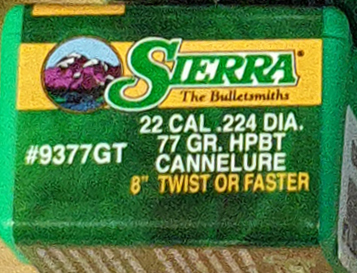 SIERRA®
The Bulletsmiths
22 CAL .224 DIA.
77 GR. HPBT
#9377GT
CANNELURE
8" TWIST OR FASTER